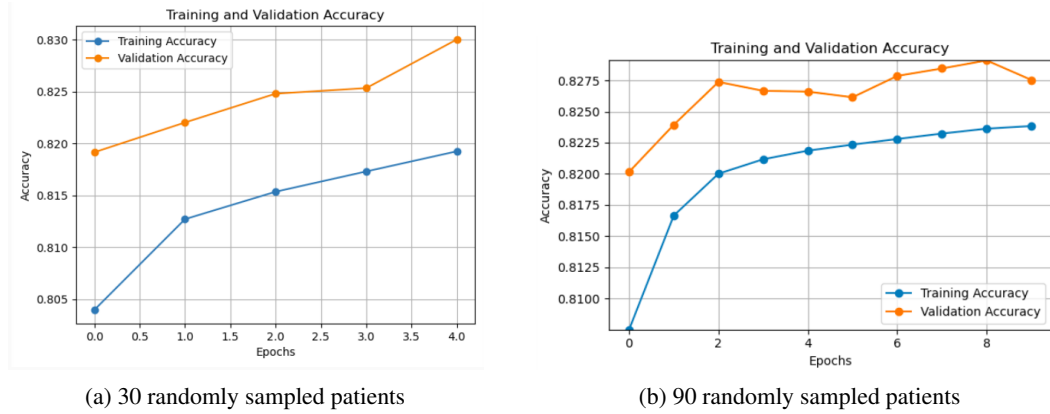 Training and Validation Accuracy
Training Accuracy
Validation Accuracy
Accuracy
0.830
0.825
0.820
0.815
0.810
0.805
0.0 0.5 1.0 1.5 2.0 2.5 3.0 3.5 4.0
Epochs
(a) 30 randomly sampled patients
Training and Validation Accuracy
Accuracy
0.8275
0.8250
0.8225
0.8200
0.8175
0.8150
0.8125
0.8100
Training Accuracy
Validation Accuracy
0 2 4 6 8
Epochs
(b) 90 randomly sampled patients